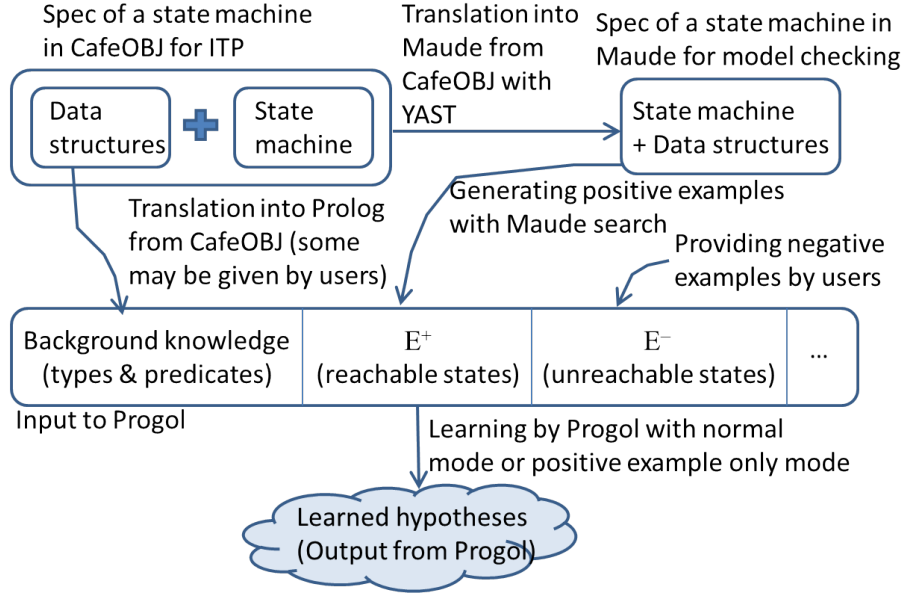 Spec of a state machine
in CafeOBJ for ITP
Translation into
Maude from
CafeOBJ with
YAST
Spec of a state machine in
Maude for model checking
Data
structures
State
machine
State machine
+ Data structures
Generating positive examples
with Maude search
Translation into Prolog
from CafeOBJ (some
may be given by users)
Providing negative
examples by users
Background knowledge
(types & predicates)
E⁺
(reachable states)
E⁻
(unreachable states)
...
Input to Progol
Learning by Progol with normal
mode or positive example only mode
Learned hypotheses
(Output from Progol)